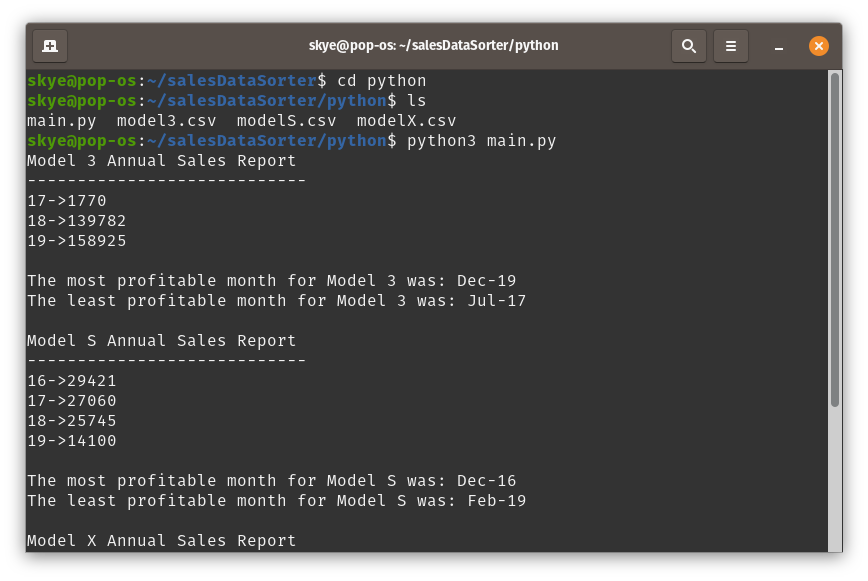 skye@pop-os: ~/salesDataSorter/python
skye@pop-os:~/salesDataSorter$ cd python
skye@pop-os:~/salesDataSorter/python$ ls
main.py  model3.csv  modelS.csv  modelX.csv
skye@pop-os:~/salesDataSorter/python$ python3 main.py
Model 3 Annual Sales Report
----------------------------
17->1770
18->139782
19->158925
The most profitable month for Model 3 was: Dec-19
The least profitable month for Model 3 was: Jul-17
Model S Annual Sales Report
----------------------------
16->29421
17->27060
18->25745
19->14100
The most profitable month for Model S was: Dec-16
The least profitable month for Model S was: Feb-19
Model X Annual Sales Report